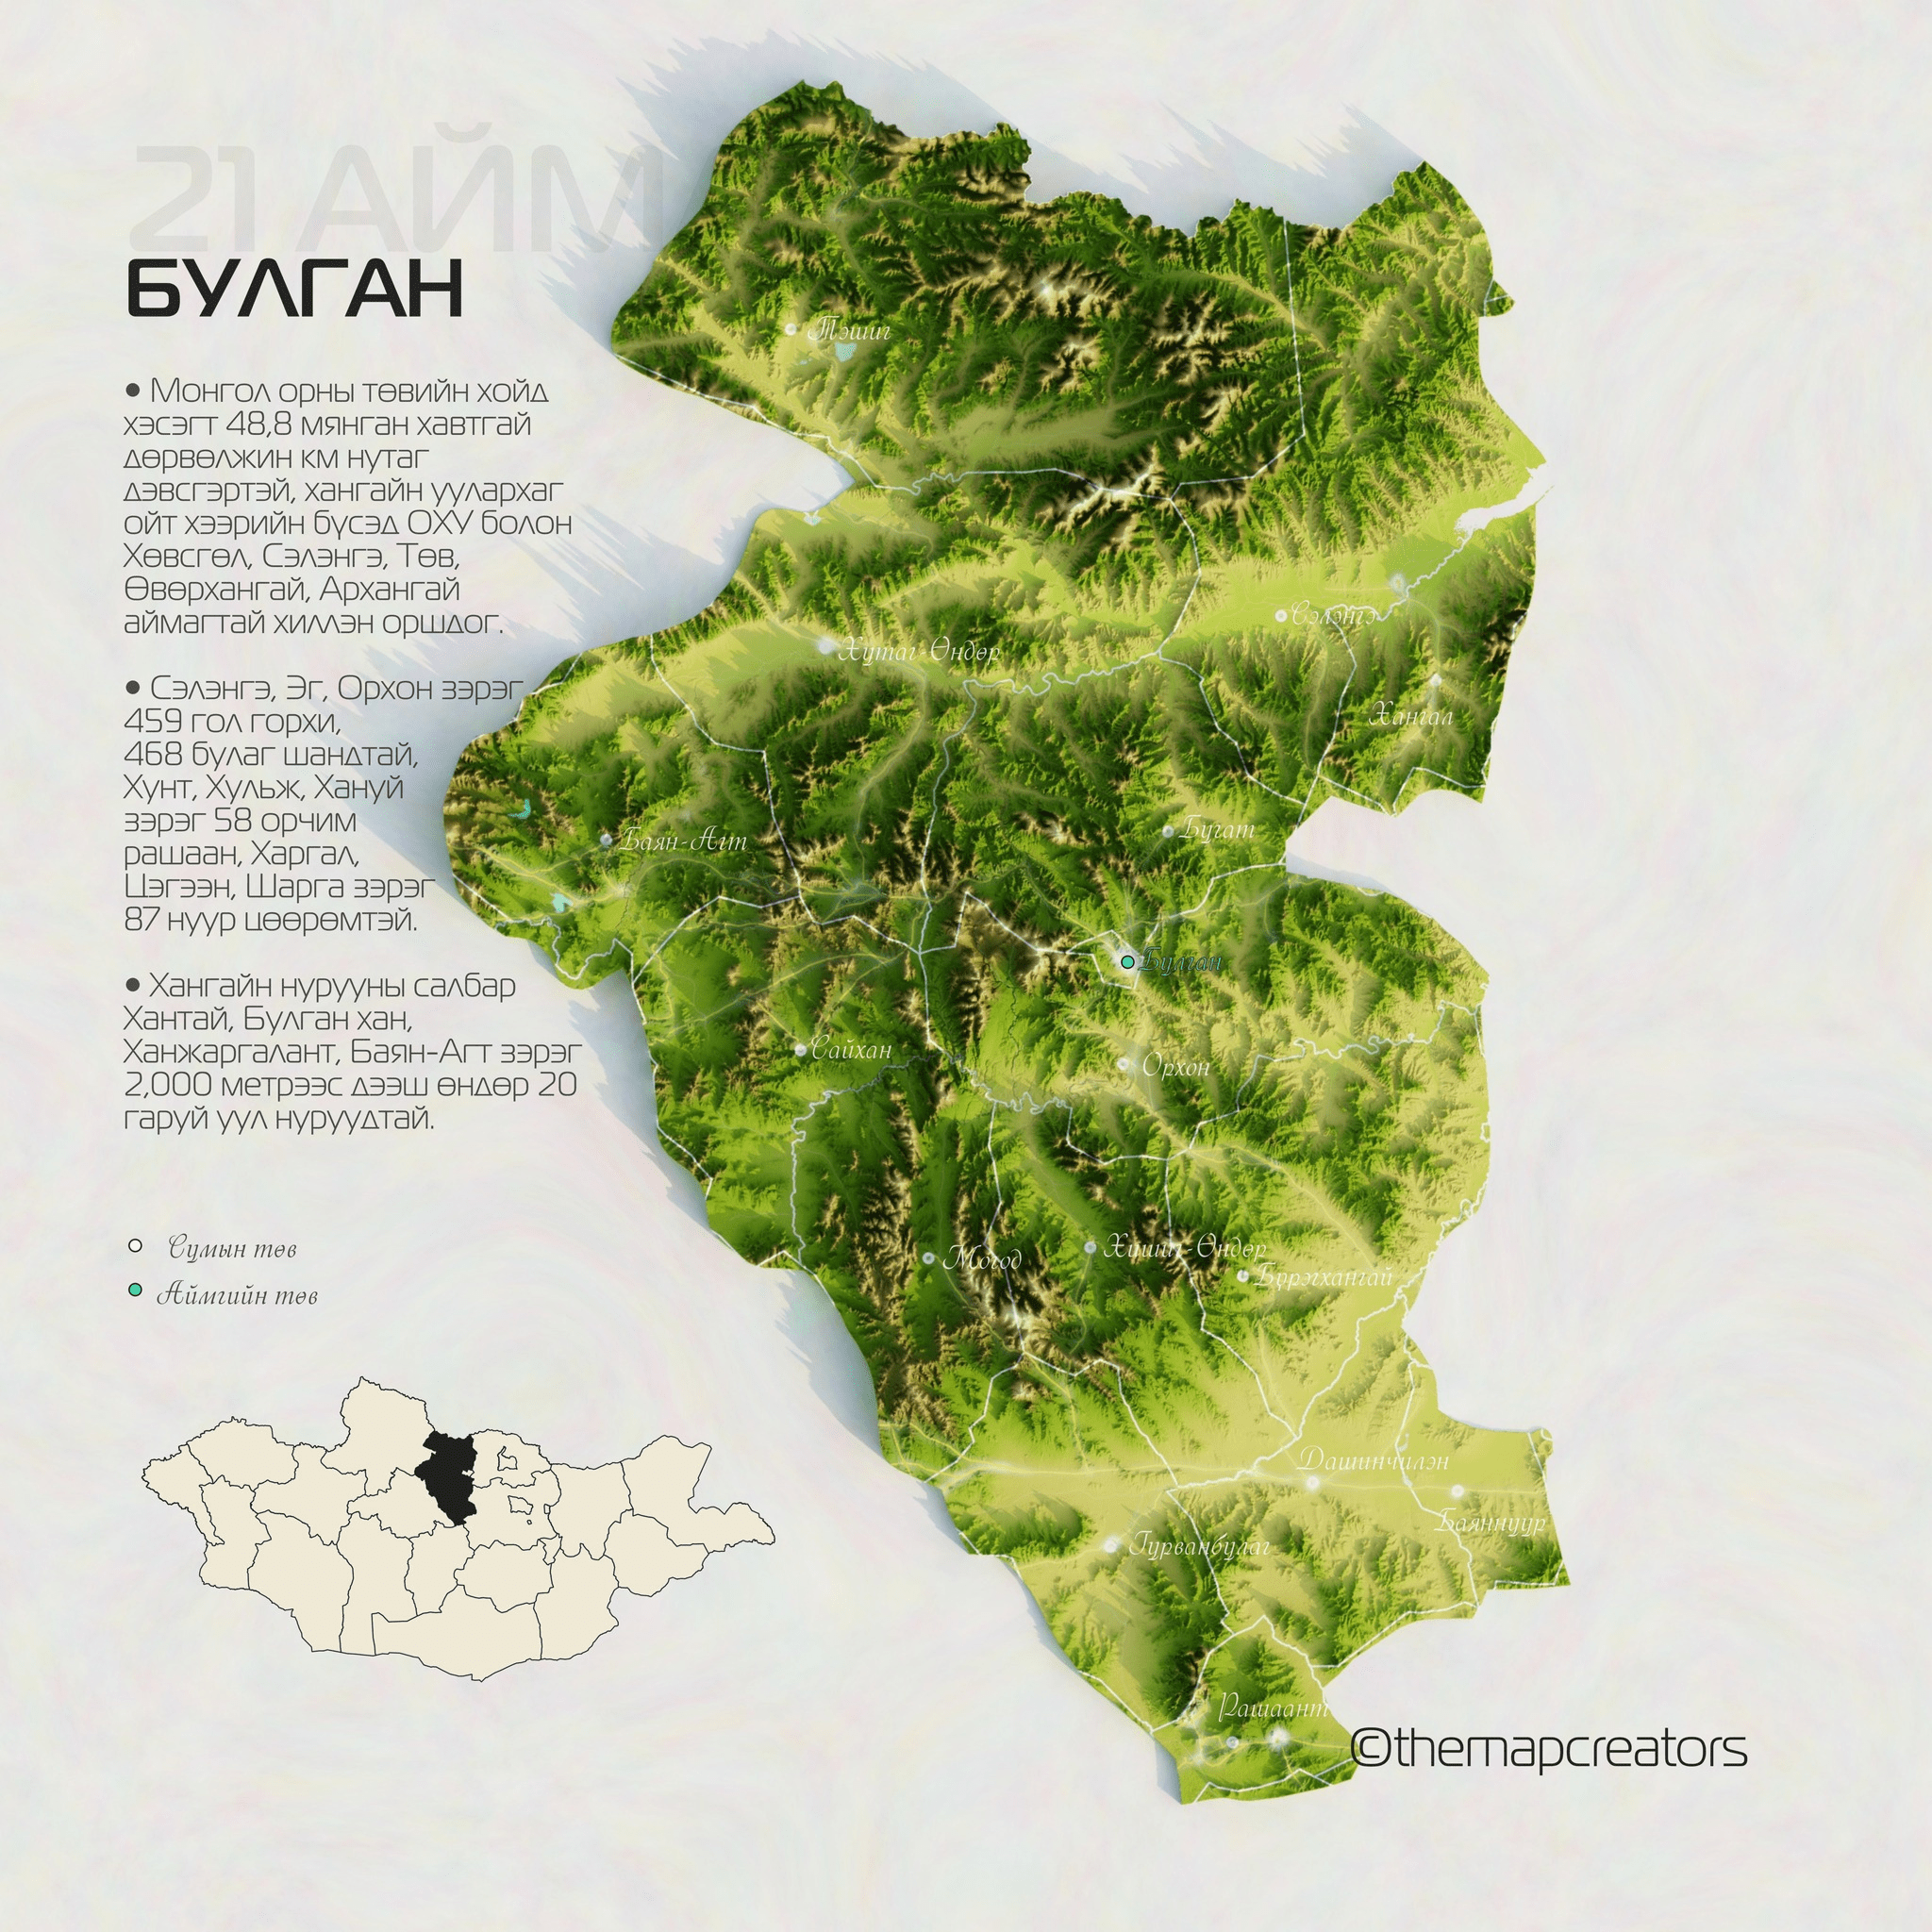 21 АЙМ
БУЛГАН
• Монгол орны төвийн хойд
хэсэгт 48,8 мянган хавтгай
дөрвөлжин км нутаг
дэвсгэртэй, хангайн уулархаг
ойт хээрийн бүсэд ОХУ болон
Хөвсгөл, Сэлэнгэ, Төв,
Өвөрхангай, Архангай
аймагтай хиллэн оршдог.
• Сэлэнгэ, Эг, Орхон зэрэг
459 гол горхи,
468 булаг шандтай,
Хунт, Хульж, Хануй
зэрэг 58 орчим
рашаан, Харгал,
Цэгээн, Шарга зэрэг
87 нуур цөөрөмтэй.
• Хангайн нурууны салбар
Хантай, Булган хан,
Ханжаргалант, Баян-Агт зэрэг
2,000 метрээс дээш өндөр 20
гаруй уул нуруудтай.
Сумын төв
Аймгийн төв
Тэшиг
Сэлэнгэ
Хутаг-Өндөр
Хангал
Бугат
Баян-Агт
Булган
Сайхан
Орхон
Могод
Хишиг-Өндөр
Бүрэгхангай
Дашинчилэн
Баяннуур
Гурванбулаг
Рашаант
©themapcreators